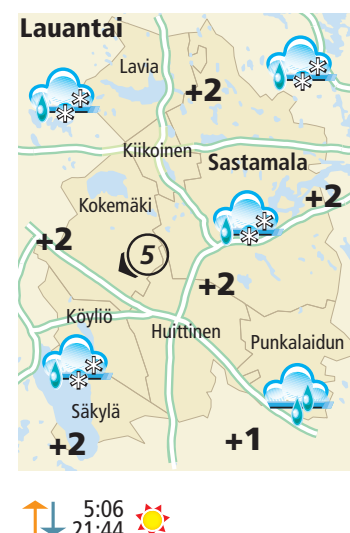 Lauantai
Lavia
+2
Kiikoinen
Sastamala
Kokemäki
+2
+2
5
+2
Köyliö
Huittinen
Punkalaidun
Säkylä
+2
+1
5:06
21:44